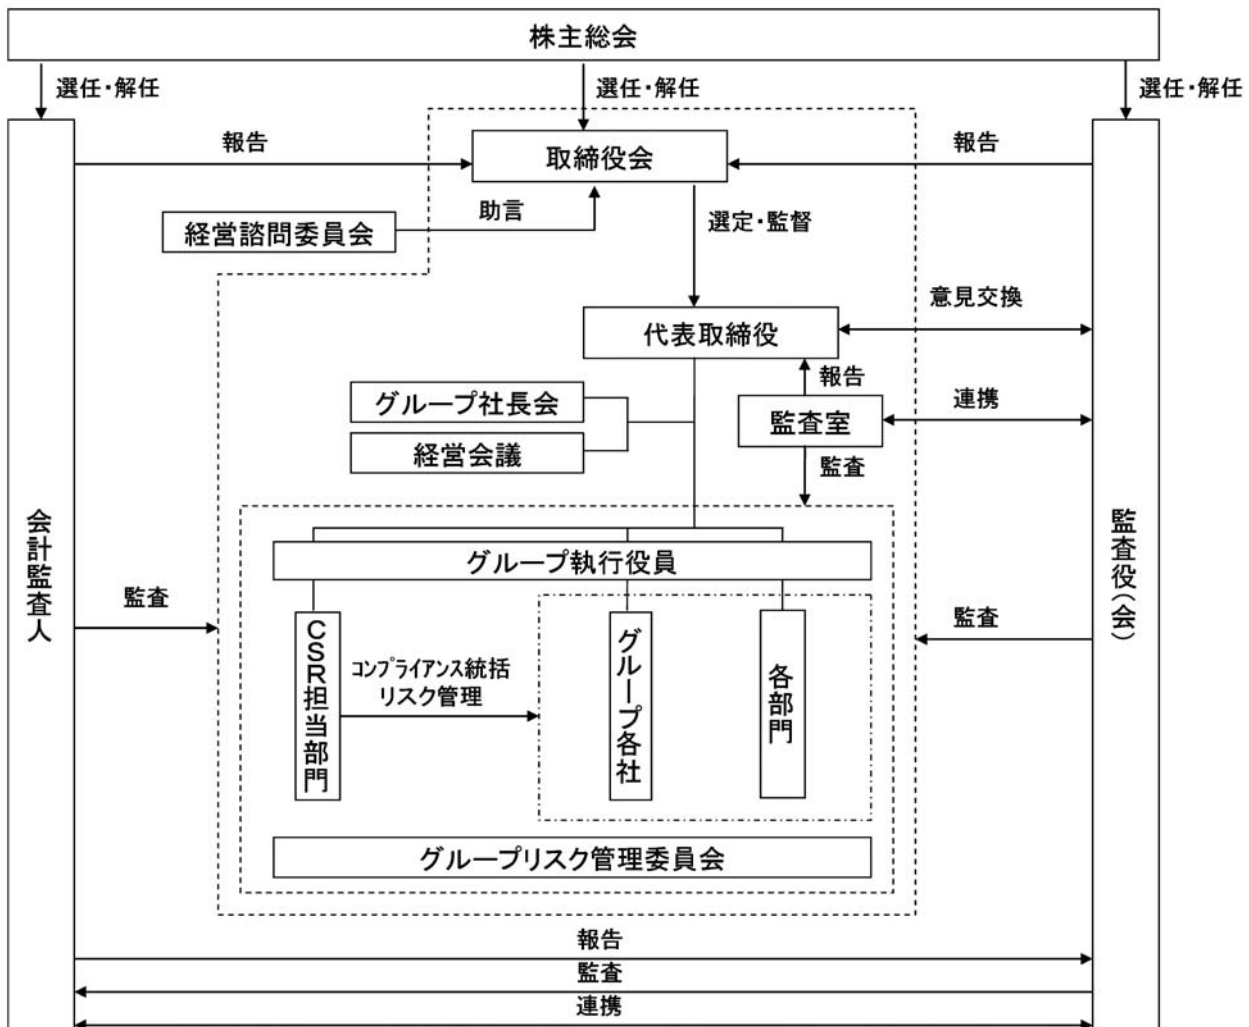 株主総会
選任・解任
選任・解任
選任・解任
報告
取締役会
報告
経営諮問委員会
助言
選定・監督
意見交換
代表取締役
報告
グループ社長会
監査室
連携
経営会議
監査
会計監査人
監査役(会)
グループ執行役員
監査
監査
CSR担当部門
コンプライアンス統括
リスク管理
グループ各社
各部門
グループリスク管理委員会
報告
監査
連携